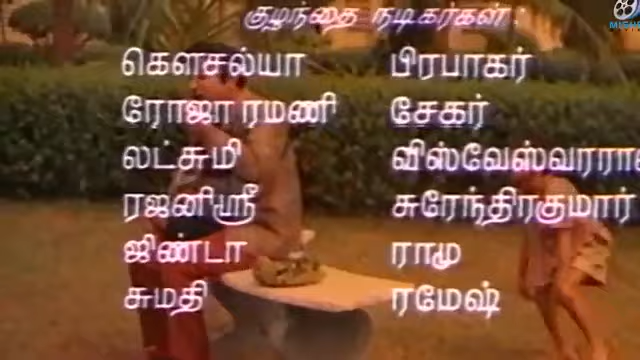 குழந்தை நடிகர்கள்:
கௌசல்யா பிரபாகர்
ரோஜாரமணி சேகர்
லட்சுமி
ரஜனிஸ்ரீ சுரேந்திரகுமார்
ஜிண்டா ராமு
சுமதி ரமேஷ்